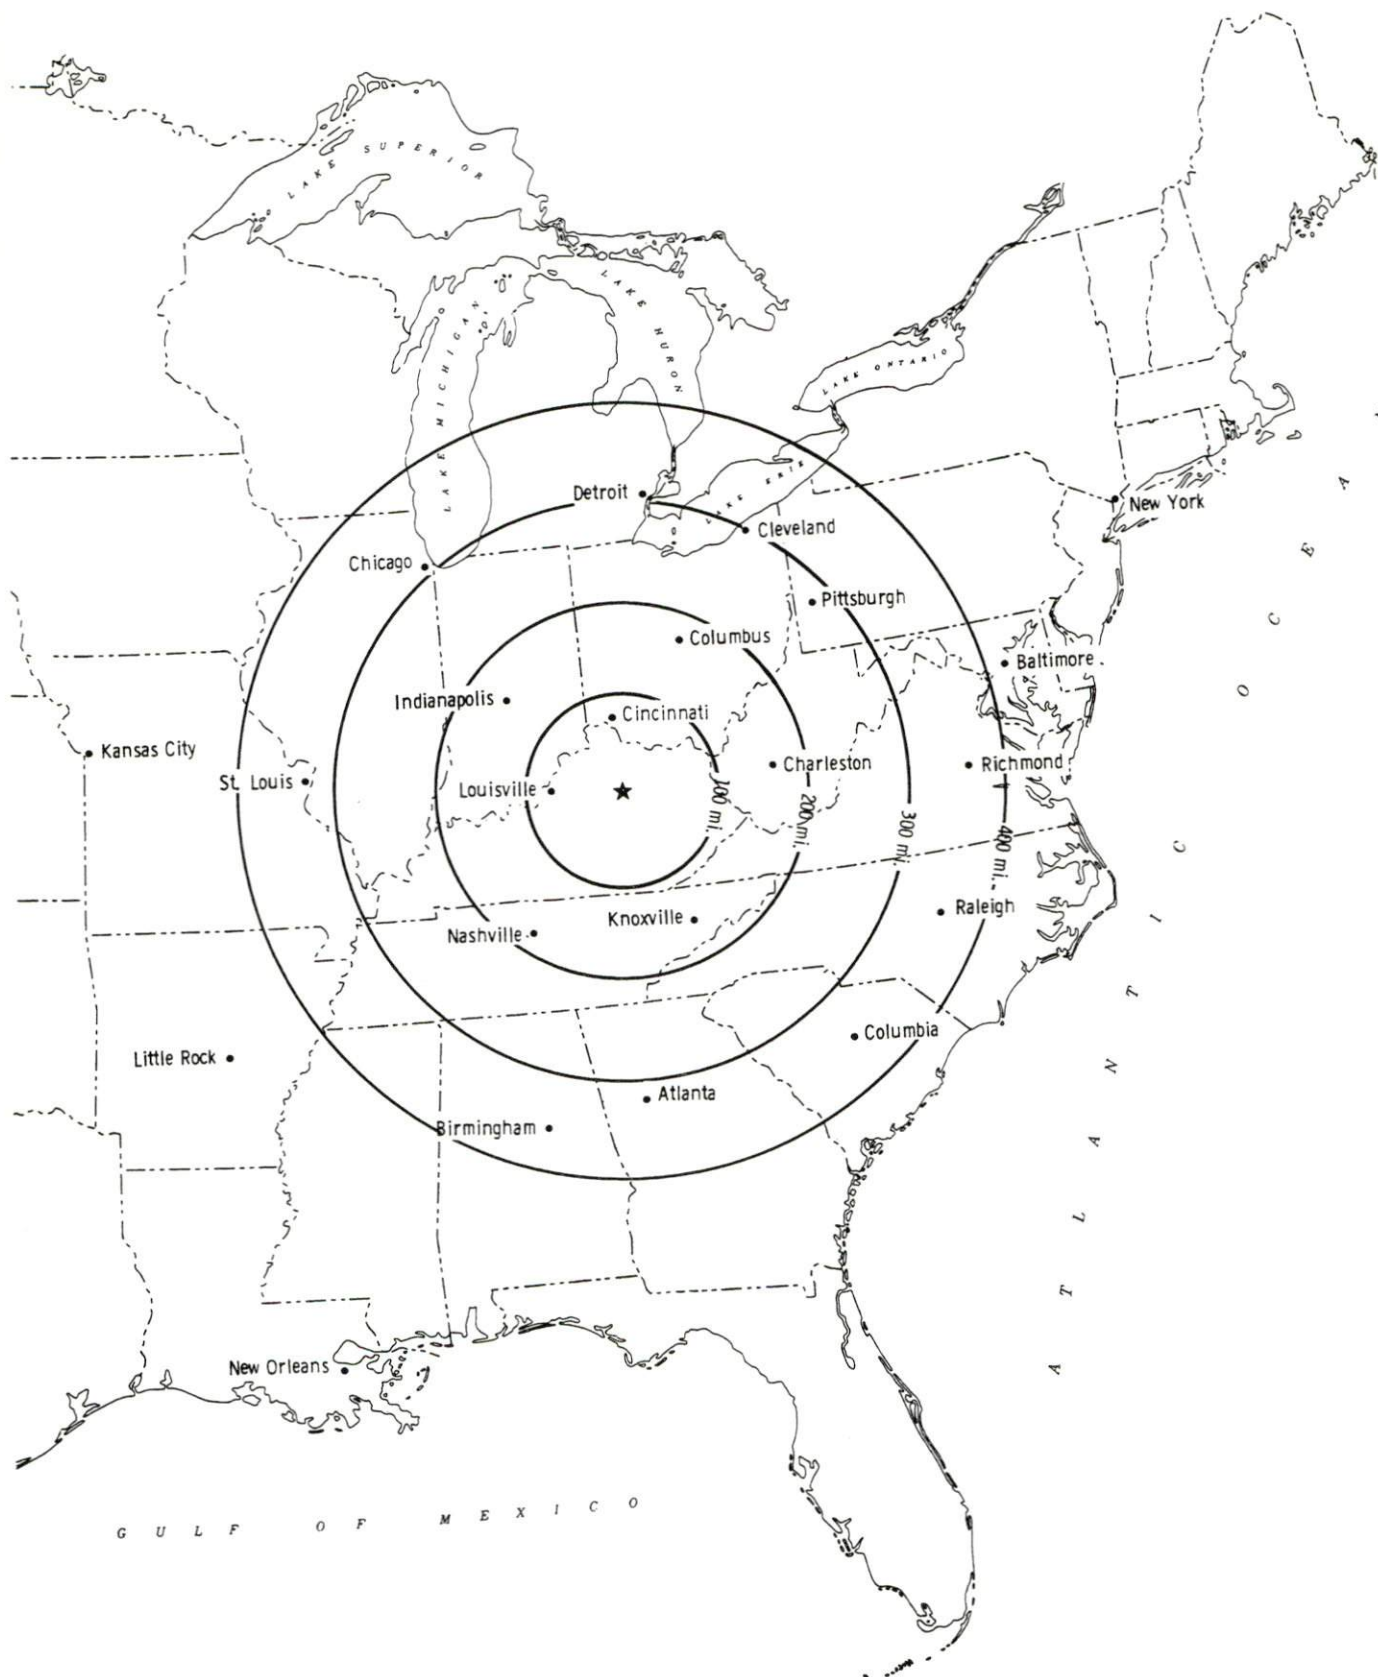 LAKE SUPERIOR
LAKE MICHIGAN
LAKE HURON
LAKE ONTARIO
LAKE ERIE
Detroit
New York
Cleveland
Chicago
Pittsburgh
Columbus
Baltimore
Indianapolis
Cincinnati
Kansas City
St. Louis
Louisville
Charleston
Richmond
100 mi.
200 mi.
300 mi.
400 mi.
Knoxville
Raleigh
Nashville
Columbia
Little Rock
Atlanta
Birmingham
New Orleans
GULF OF MEXICO
ATLANTIC OCEA